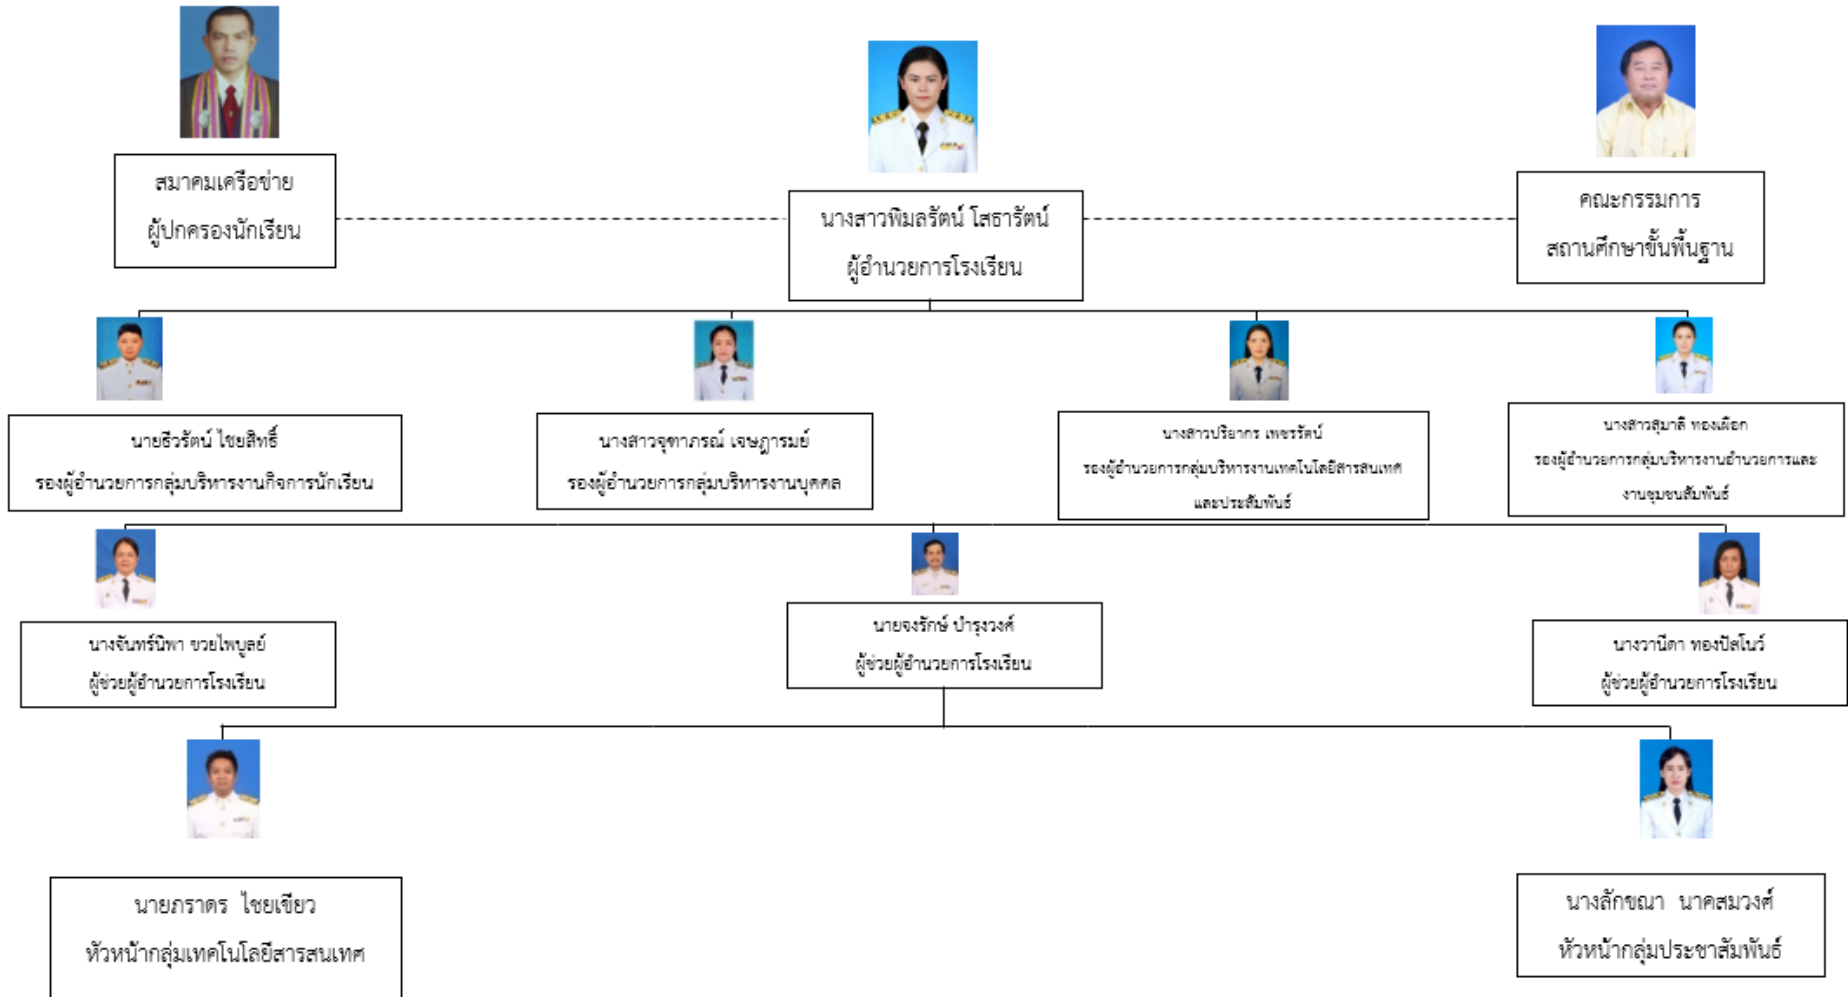 สมาคมเครือข่าย
ผู้ปกครองนักเรียน
นางสาวพิมลรัตน์ โสธารัตน์
ผู้อำนวยการโรงเรียน
คณะกรรมการ
สถานศึกษาขั้นพื้นฐาน
นายธีวรัตน์ ไชยสิทธิ์
รองผู้อำนวยการกลุ่มบริหารงานกิจการนักเรียน
นางสาวจุฑาภรณ์ เจษฎารมย์
รองผู้อำนวยการกลุ่มบริหารงานบุคคล
นางสาวปริยากร เพชรรัตน์
รองผู้อำนวยการกลุ่มบริหารงานเทคโนโลยีสารสนเทศ
และประสัมพันธ์
นางสาวสุมาลี ทองเผือก
รองผู้อำนวยการกลุ่มบริหารงานอำนวยการและ
งานชุมชนสัมพันธ์
นางจันทร์นิพา ขวยไพบูลย์
ผู้ช่วยผู้อำนวยการโรงเรียน
นายจงรักษ์ บำรุงวงศ์
ผู้ช่วยผู้อำนวยการโรงเรียน
นางวานีดา ทองปัสโนว์
ผู้ช่วยผู้อำนวยการโรงเรียน
นายภราดร ไชยเขียว
หัวหน้ากลุ่มเทคโนโลยีสารสนเทศ
นางลักขณา นาคสมวงศ์
หัวหน้ากลุ่มประชาสัมพันธ์